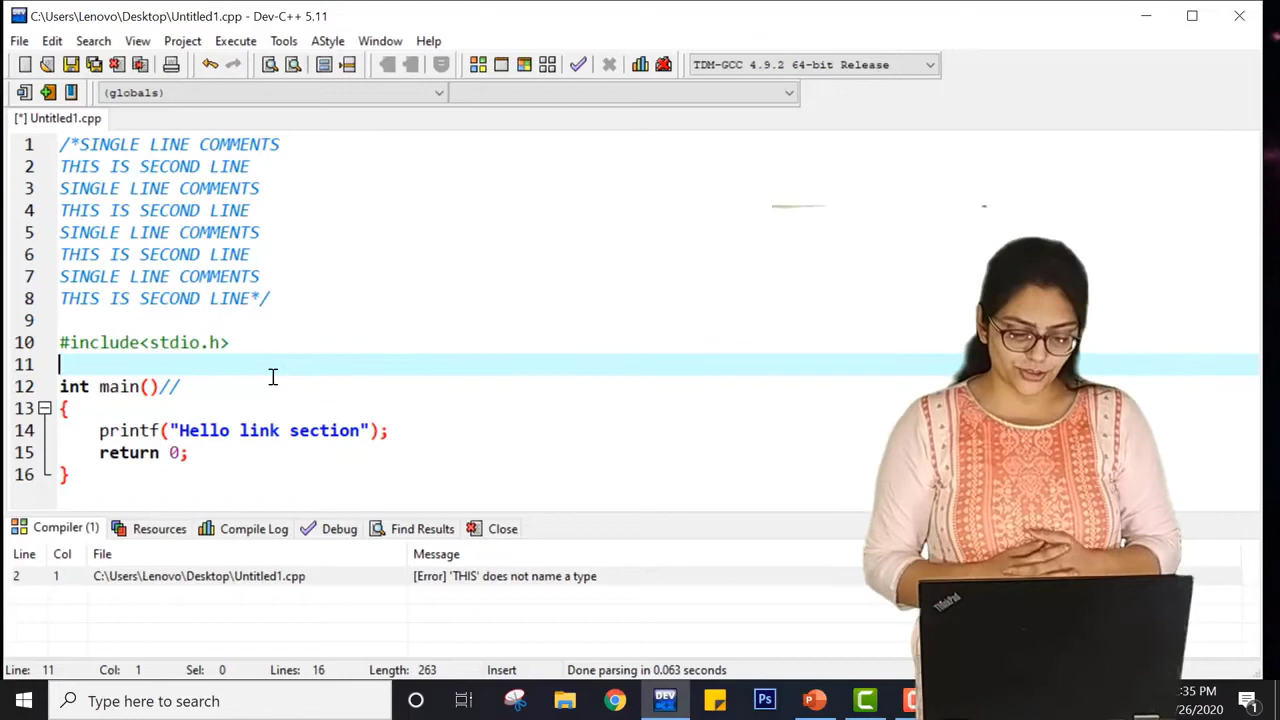 C:\Users\Lenovo\Desktop\Untitled1.cpp - Dev-C++ 5.11
File Edit Search View Project Execute Tools AStyle Window Help
TDM-GCC 4.9.2 64-bit Release
(globals)
[*] Untitled1.cpp
1 /*SINGLE LINE COMMENTS
2 THIS IS SECOND LINE
3 SINGLE LINE COMMENTS
4 THIS IS SECOND LINE
5 SINGLE LINE COMMENTS
6 THIS IS SECOND LINE
7 SINGLE LINE COMMENTS
8 THIS IS SECOND LINE*/
9
10 #include<stdio.h>
11
12 int main()//
13 {
14 printf("Hello link section");
15 return 0;
16 }
Compiler (1) Resources Compile Log Debug Find Results Close
Line Col File Message
2 1 C:\Users\Lenovo\Desktop\Untitled1.cpp [Error] 'THIS' does not name a type
ThinkPad
Line: 11 Col: 1 Sel: 0 Lines: 16 Length: 263 Insert Done parsing in 0.063 seconds
Type here to search
DEV
Ps
:35 PM
/26/2020
1